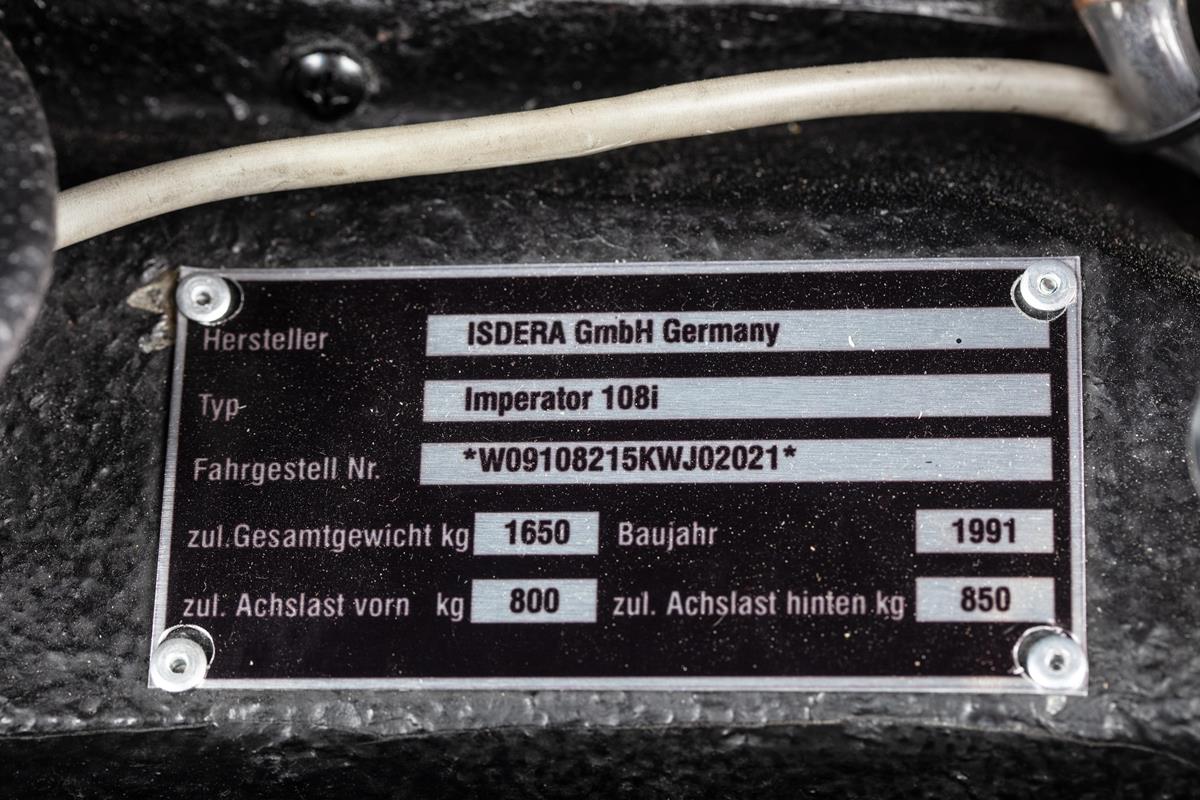 Hersteller ISDERA GmbH Germany
Typ Imperator 108i
Fahrgestell Nr. *W09108215KWJ02021*
zul.Gesamtgewicht kg 1650 Baujahr 1991
zul. Achslast vorn kg 800 zul. Achslast hinten kg 850